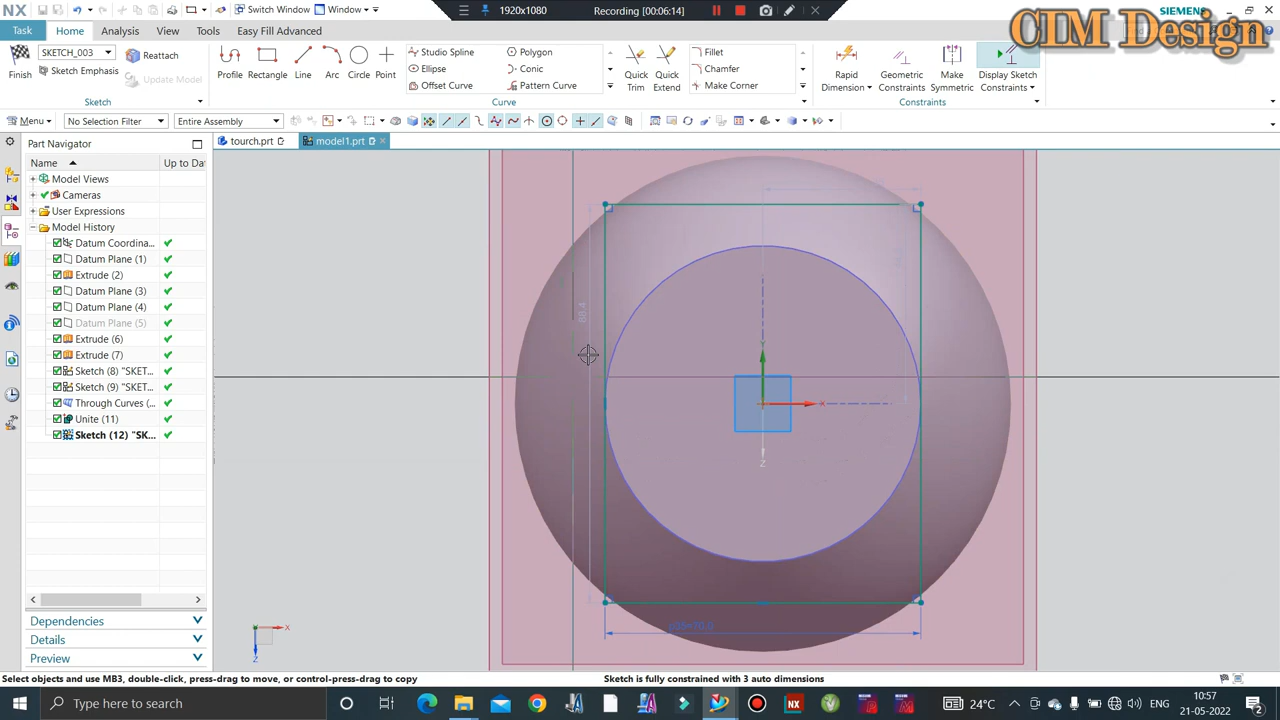 NX
Switch Window
Window
1920x1080
Recording [00:06:14]
SIEMENS
CIM Design
Task
Home
Analysis
View
Tools
Easy Fill Advanced
Finish
SKETCH_003
Reattach
Sketch Emphasis
Update Model
Sketch
Profile
Rectangle
Line
Arc
Circle
Point
Studio Spline
Polygon
Ellipse
Conic
Offset Curve
Pattern Curve
Curve
Quick Trim
Quick Extend
Fillet
Chamfer
Make Corner
Rapid Dimension
Geometric Constraints
Make Symmetric
Display Sketch Constraints
Constraints
Menu
No Selection Filter
Entire Assembly
Part Navigator
tourch.prt
model1.prt
Name
Up to Da
Model Views
Cameras
User Expressions
Model History
Datum Coordina...
Datum Plane (1)
Extrude (2)
Datum Plane (3)
Datum Plane (4)
Datum Plane (5)
Extrude (6)
Extrude (7)
Sketch (8) "SKET...
Sketch (9) "SKET...
Through Curves (...
Unite (11)
Sketch (12) "SK...
Dependencies
Details
Preview
X
Y
Z
X
Z
88.4
Select objects and use MB3, double-click, press-drag to move, or control-press-drag to copy
Sketch is fully constrained with 3 auto dimensions
Type here to search
24°C
ENG
10:57
21-05-2022